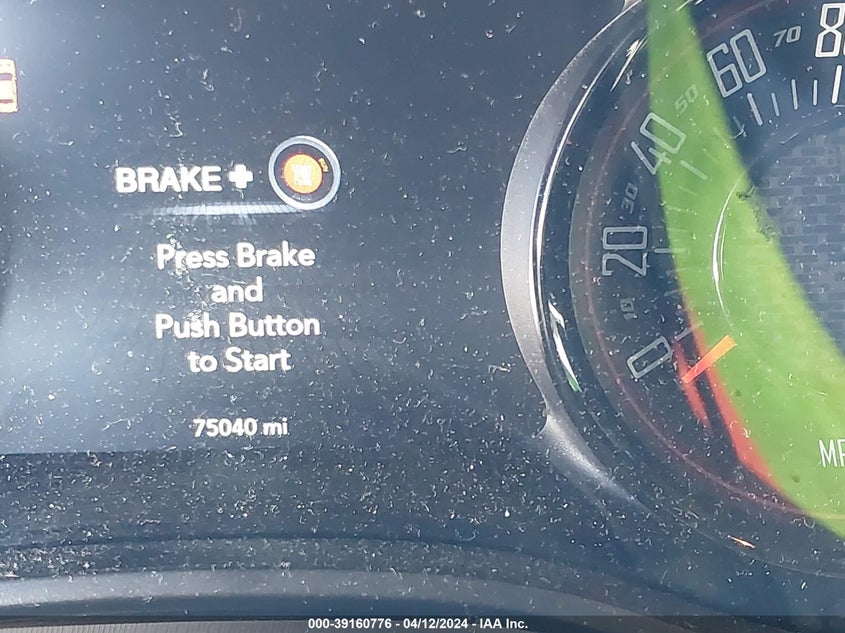 BRAKE +
Press Brake
and
Push Button
to Start
75040 mi
0
10
20
30
40
50
60
70
000-39160776 - 04/12/2024 - IAA Inc.